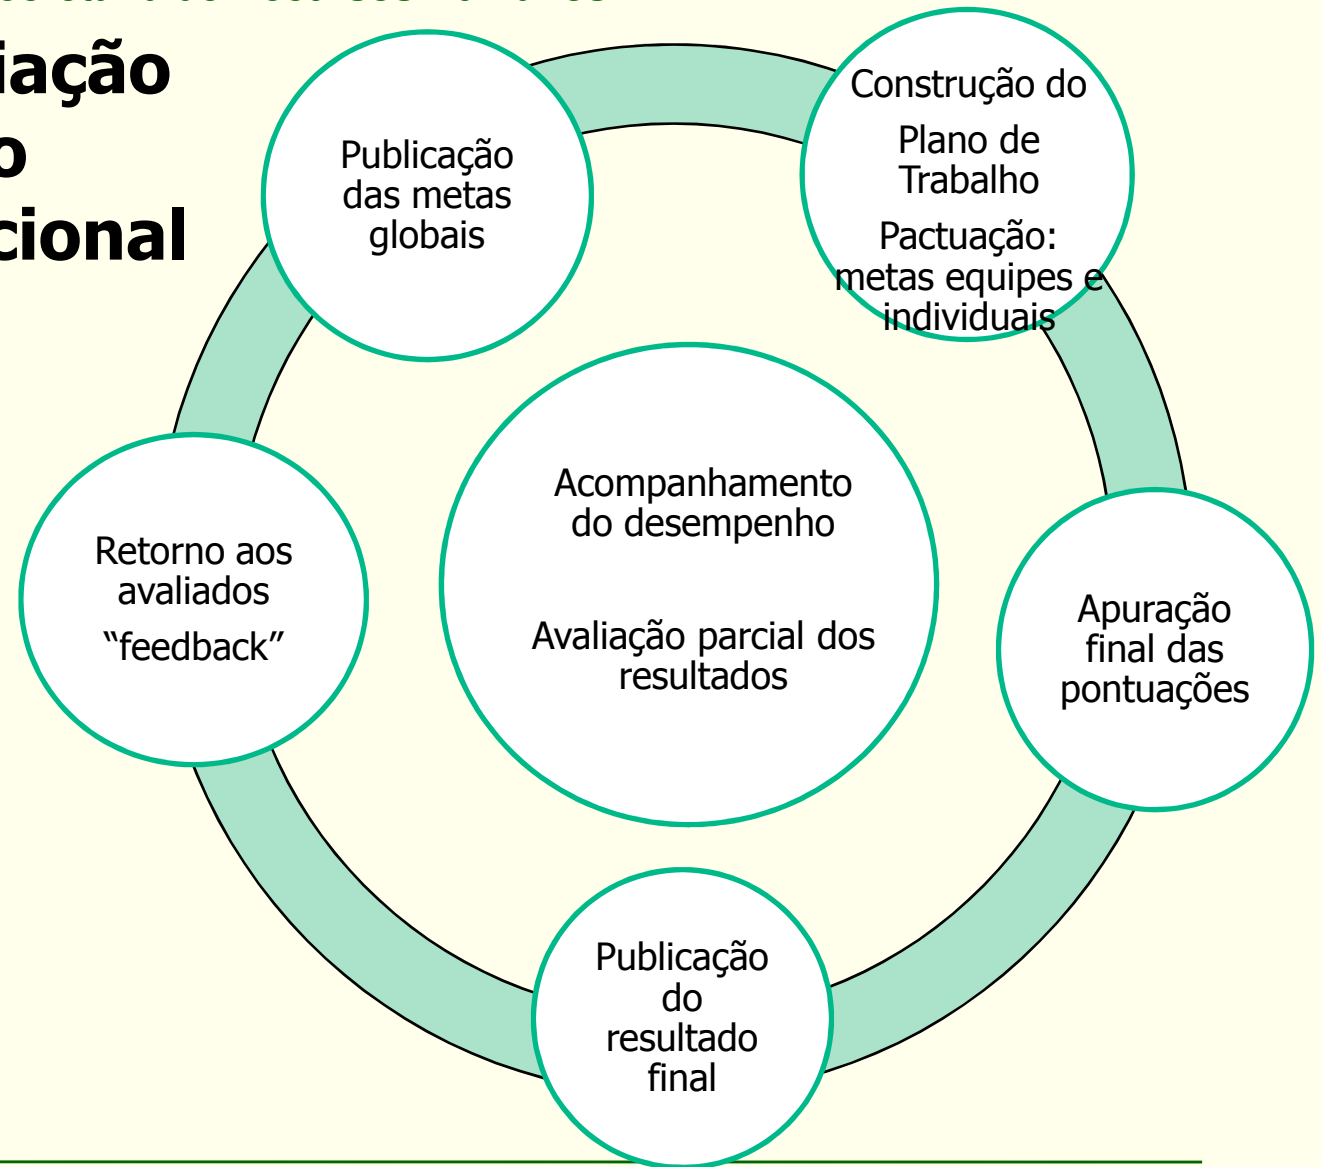 iação
o
cional
Publicação
das metas
globais
Construção do
Plano de
Trabalho
Pactuação:
metas equipes e
individuais
Acompanhamento
do desempenho
Avaliação parcial dos
resultados
Retorno aos
avaliados
“feedback”
Apuração
final das
pontuações
Publicação
do
resultado
final